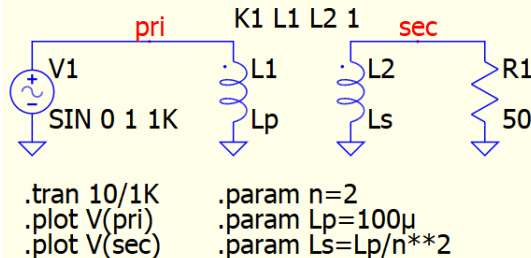 pri
K1 L1 L2 1
sec
V1
L1
L2
R1
SIN 0 1 1K
Lp
Ls
50
.tran 10/1K
.plot V(pri)
.plot V(sec)
.param n=2
.param Lp=100µ
.param Ls=Lp/n**2